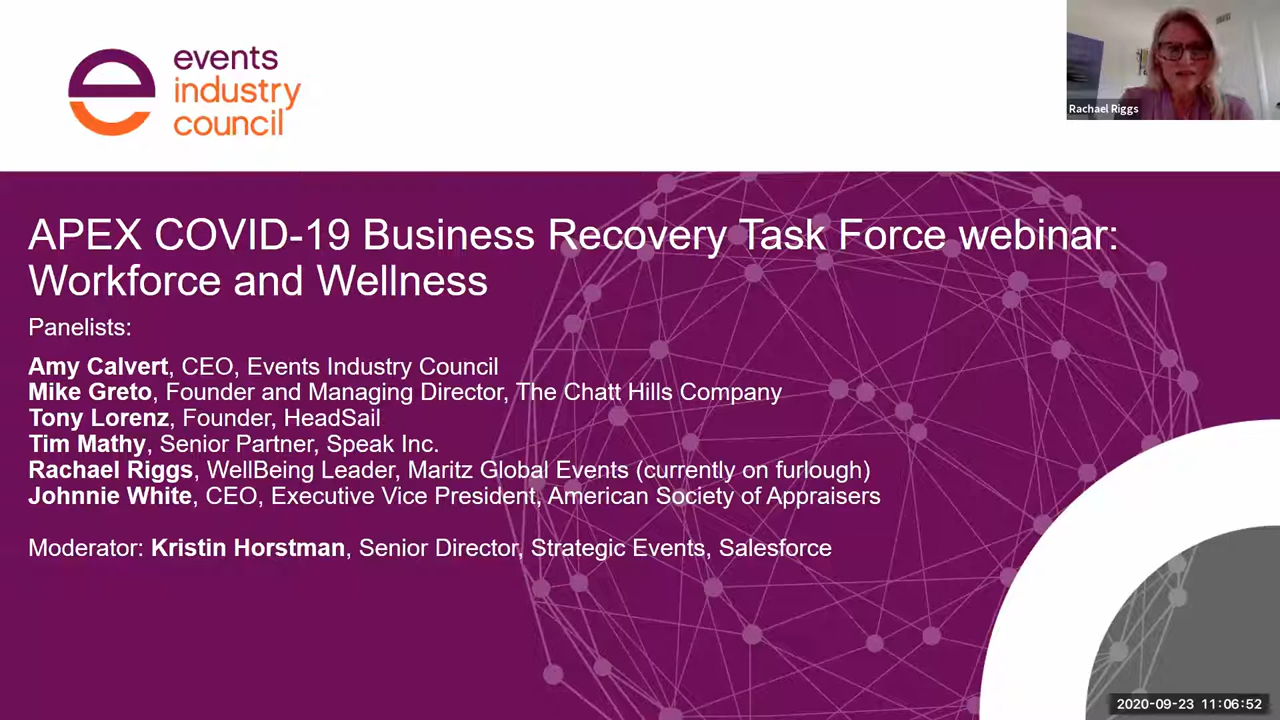 events
industry
council
Rachael Riggs
APEX COVID-19 Business Recovery Task Force webinar:
Workforce and Wellness
Panelists:
Amy Calvert, CEO, Events Industry Council
Mike Greto, Founder and Managing Director, The Chatt Hills Company
Tony Lorenz, Founder, HeadSail
Tim Mathy, Senior Partner, Speak Inc.
Rachael Riggs, WellBeing Leader, Maritz Global Events (currently on furlough)
Johnnie White, CEO, Executive Vice President, American Society of Appraisers
Moderator: Kristin Horstman, Senior Director, Strategic Events, Salesforce
2020-09-23 11:06:52